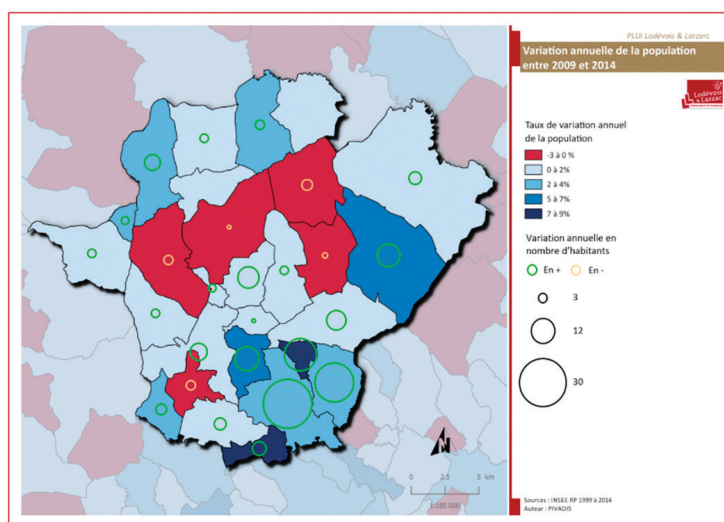 PLUi Lodévois & Larzarc
Variation annuelle de la population
entre 2009 et 2014
Lodévois
& Larzac
Taux de variation annuel
de la population
-3 à 0 %
0 à 2%
2 à 4%
5 à 7%
7 à 9%
Variation annuelle en
nombre d'habitants
En +
En -
3
12
30
N
0
2.5
5
km
1:180 000
Sources : INSEE RP 1999 à 2014
Auteur : PIVADIS